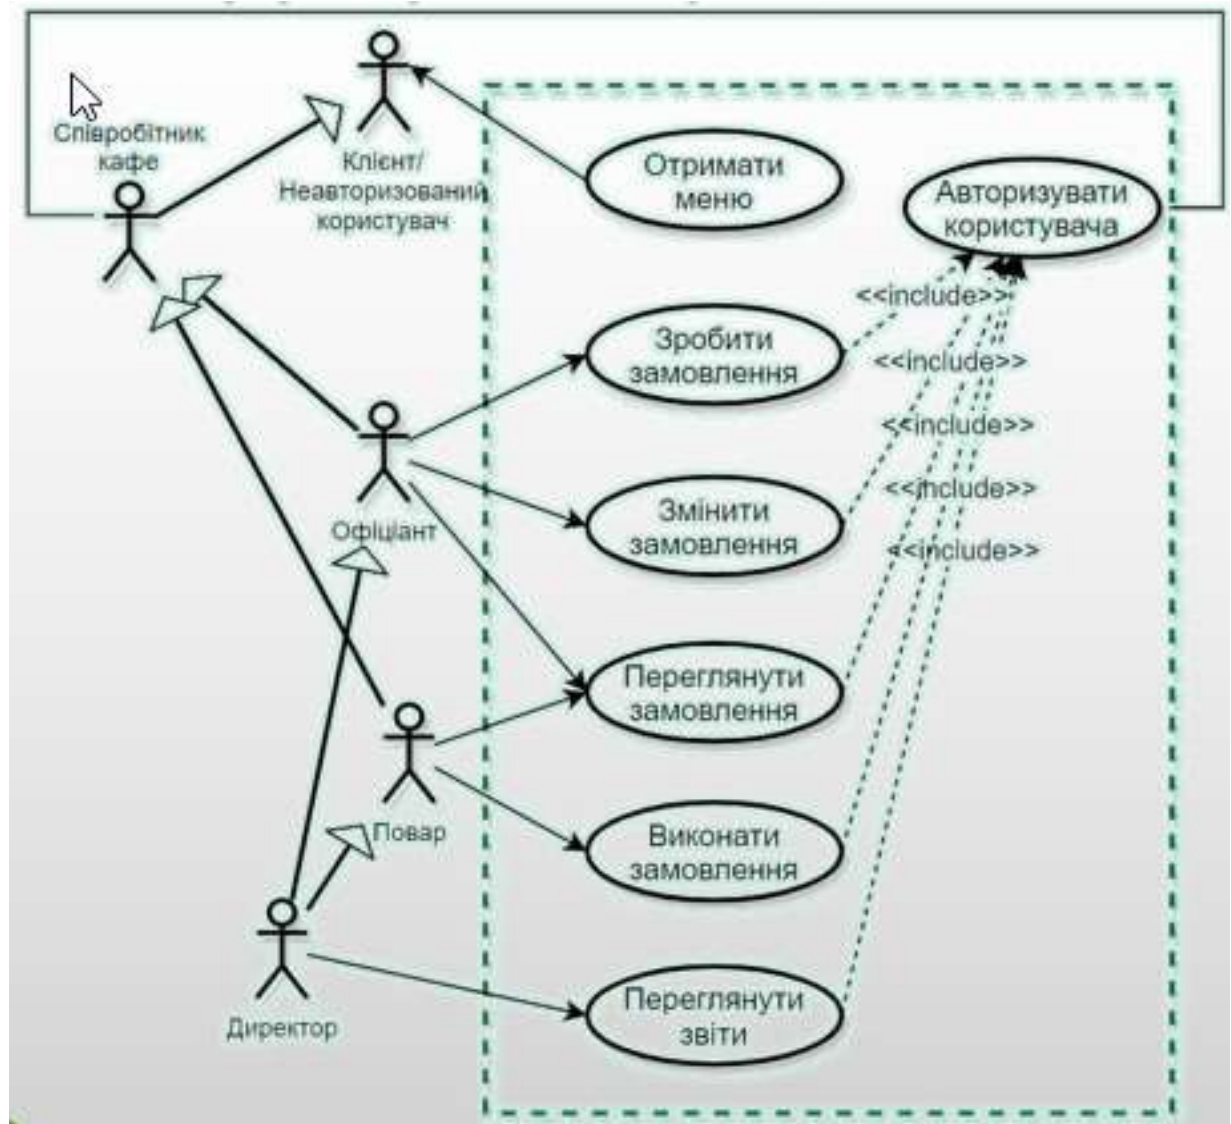 Співробітник
кафе
Клієнт/
Неавторизований
користувач
Отримати
меню
Авторизувати
користувача
<<include>>
Зробити
замовлення
<<include>>
<<include>>
Офіціант
Змінити
замовлення
<<include>>
<<include>>
Переглянути
замовлення
Повар
Виконати
замовлення
Директор
Переглянути
звіти